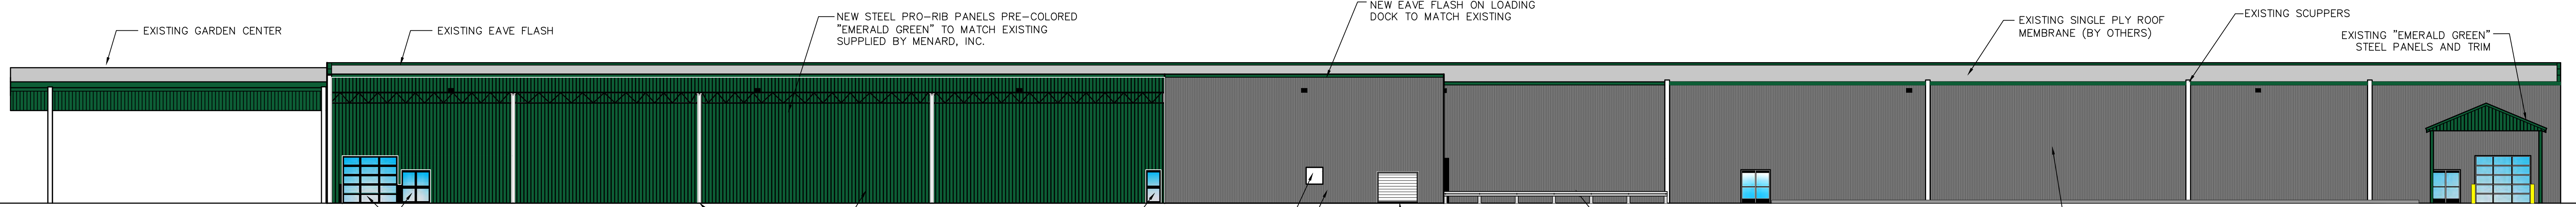 EXISTING GARDEN CENTER
EXISTING EAVE FLASH
NEW STEEL PRO-RIB PANELS PRE-COLORED
"EMERALD GREEN" TO MATCH EXISTING
SUPPLIED BY MENARD, INC.
NEW EAVE FLASH ON LOADING
DOCK TO MATCH EXISTING
EXISTING SINGLE PLY ROOF
MEMBRANE (BY OTHERS)
EXISTING SCUPPERS
EXISTING "EMERALD GREEN"
STEEL PANELS AND TRIM